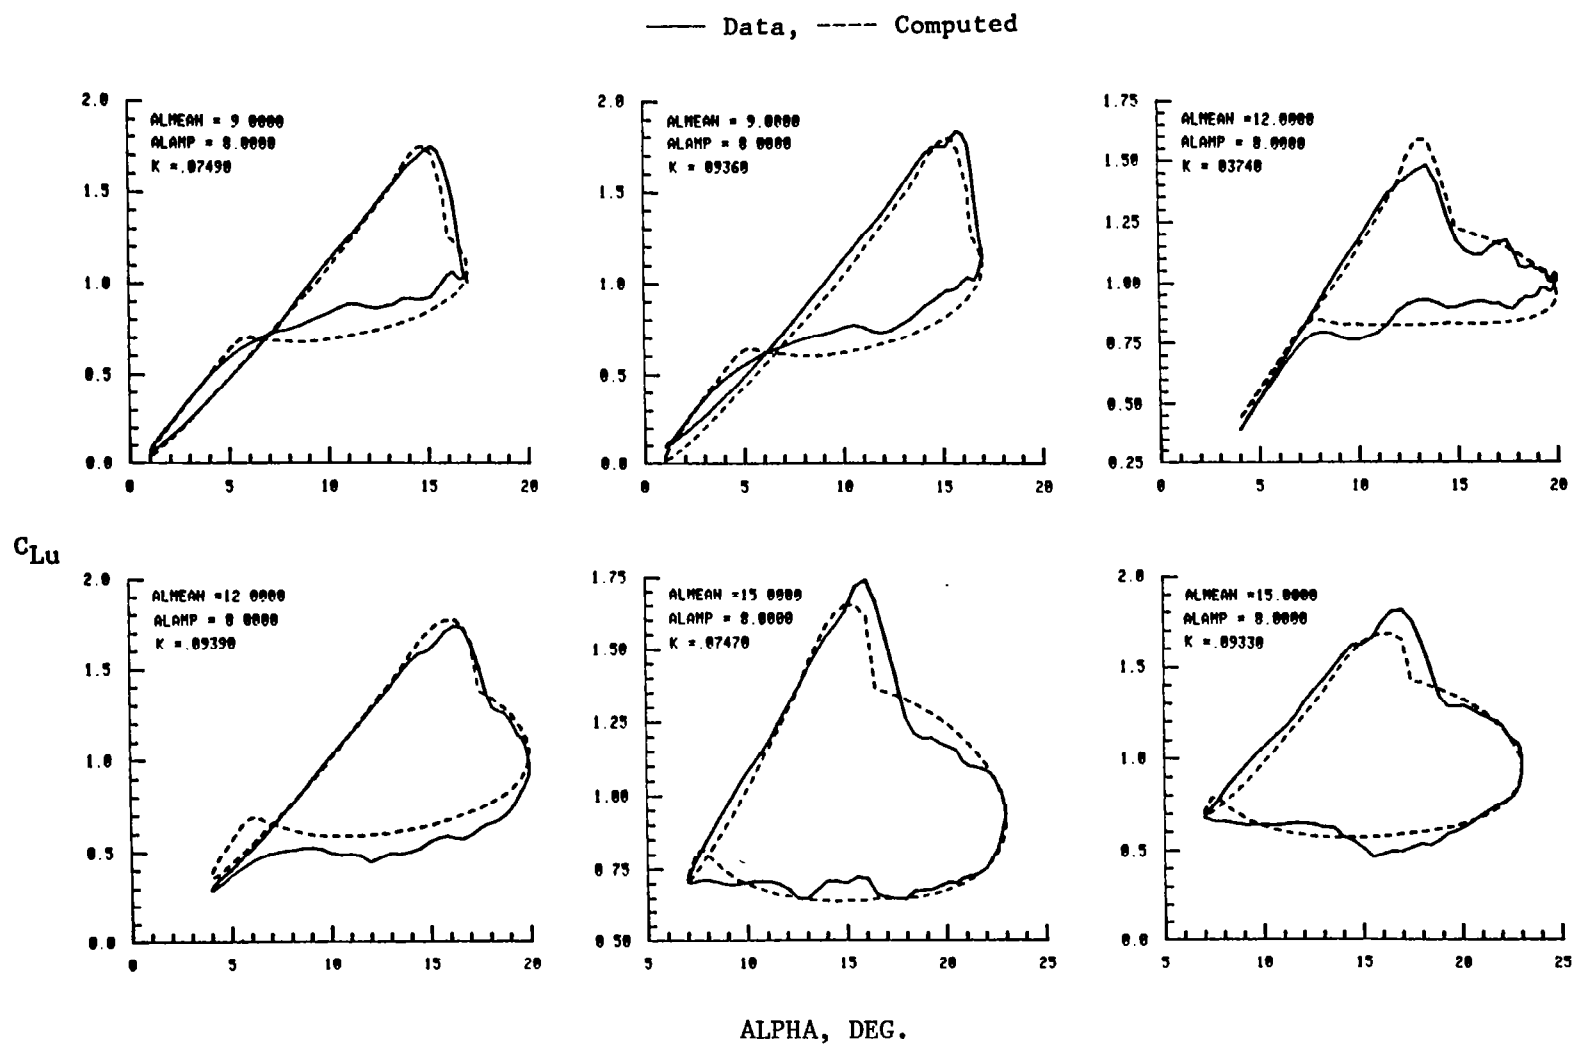 Data, Computed
2.0
1.5
1.0
0.5
0.0
0 5 10 15 20
ALMEAN = 9 0000
ALAMP = 8.0000
K =.07490
2.0
1.5
1.0
0.5
0.0
0 5 10 15 20
ALMEAN = 9.0000
ALAMP = 8 0000
K = 09360
1.75
1.50
1.25
1.00
0.75
0.50
0.25
0 5 10 15 20
ALMEAN =12.0000
ALAMP = 8.0000
K = 03740
CLu
2.0
1.5
1.0
0.5
0.0
0 5 10 15 20
ALMEAN =12 0000
ALAMP = 8 0000
K =.09390
1.75
1.50
1.25
1.00
0 75
0 50
5 10 15 20 25
ALMEAN =15 0000
ALAMP = 8.0000
K =.07470
2.0
1.5
1.0
0.5
0.0
5 10 15 20 25
ALMEAN =15.0000
ALAMP = 8.0000
K =.09330
ALPHA, DEG.